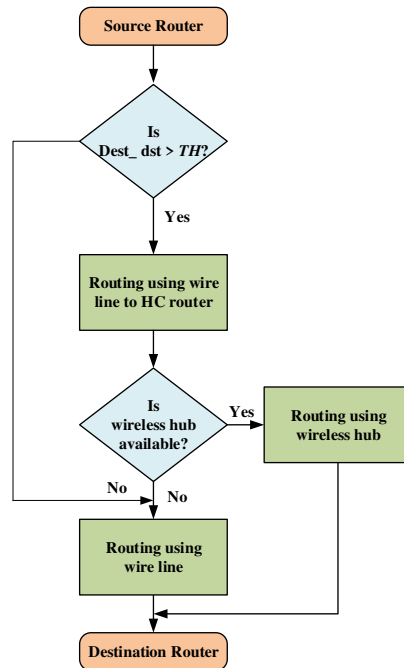 Source Router
Is
Dest_ dst > TH?
Yes
Routing using wire
line to HC router
Is
wireless hub
available?
Yes
Routing using
wireless hub
No
No
Routing using
wire line
Destination Router